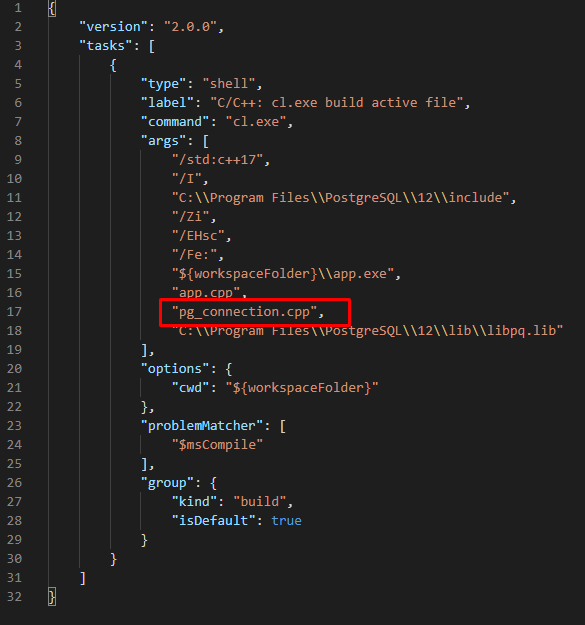 1 {
2     "version": "2.0.0",
3     "tasks": [
4         {
5             "type": "shell",
6             "label": "C/C++: cl.exe build active file",
7             "command": "cl.exe",
8             "args": [
9                 "/std:c++17",
10                 "/I",
11                 "C:\\Program Files\\PostgreSQL\\12\\include",
12                 "/Zi",
13                 "/EHsc",
14                 "/Fe:",
15                 "${workspaceFolder}\\app.exe",
16                 "app.cpp",
17                 "pg_connection.cpp",
18                 "C:\\Program Files\\PostgreSQL\\12\\lib\\libpq.lib"
19             ],
20             "options": {
21                 "cwd": "${workspaceFolder}"
22             },
23             "problemMatcher": [
24                 "$msCompile"
25             ],
26             "group": {
27                 "kind": "build",
28                 "isDefault": true
29             }
30         }
31     ]
32 }